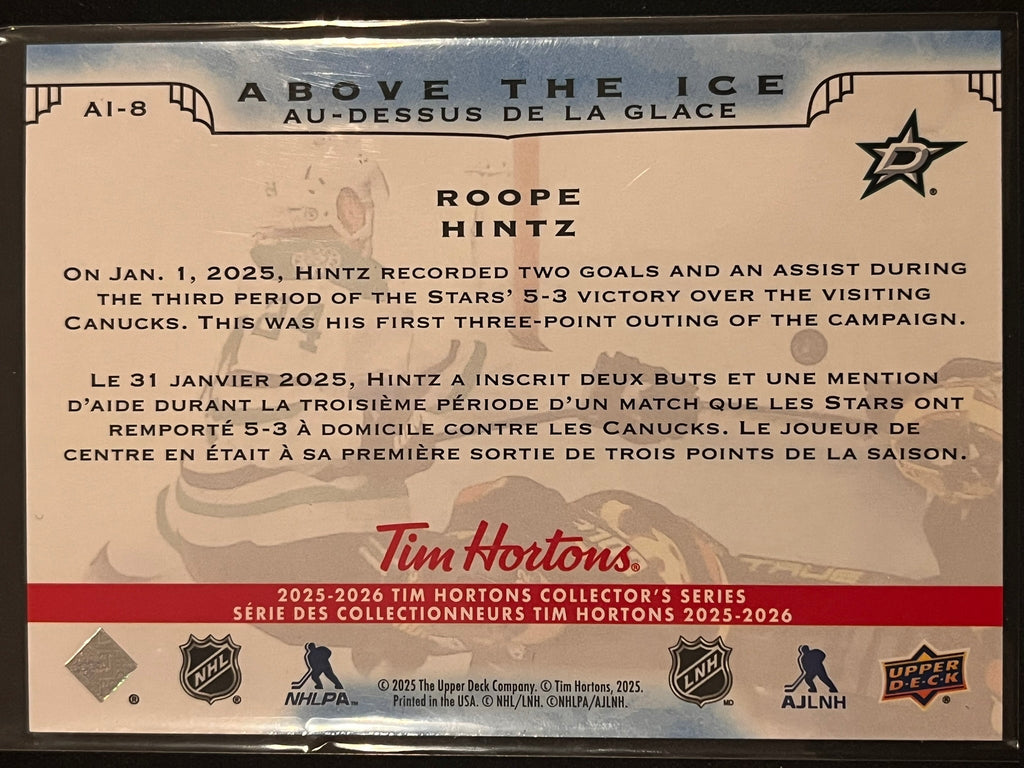 AI-8
ABOVE THE ICE
AU-DESSUS DE LA GLACE
D
ROOPE
HINTZ
ON JAN. 1, 2025, HINTZ RECORDED TWO GOALS AND AN ASSIST DURING
THE THIRD PERIOD OF THE STARS' 5-3 VICTORY OVER THE VISITING
CANUCKS. THIS WAS HIS FIRST THREE-POINT OUTING OF THE CAMPAIGN.
LE 31 JANVIER 2025, HINTZ A INSCRIT DEUX BUTS ET UNE MENTION
D'AIDE DURANT LA TROISIÈME PÉRIODE D'UN MATCH QUE LES STARS ONT
REMPORTÉ 5-3 À DOMICILE CONTRE LES CANUCKS. LE JOUEUR DE
CENTRE EN ÉTAIT À SA PREMIÈRE SORTIE DE TROIS POINTS DE LA SAISON.
24
TRUE
Tim Hortons®
2025-2026 TIM HORTONS COLLECTOR'S SERIES
SÉRIE DES COLLECTIONNEURS TIM HORTONS 2025-2026
NHL
NHLPA™
© 2025 The Upper Deck Company. © Tim Hortons, 2025.
Printed in the USA. © NHL/LNH. ©NHLPA/AJLNH.
LNH MD
AJLNH
UPPER
D·E·C·K